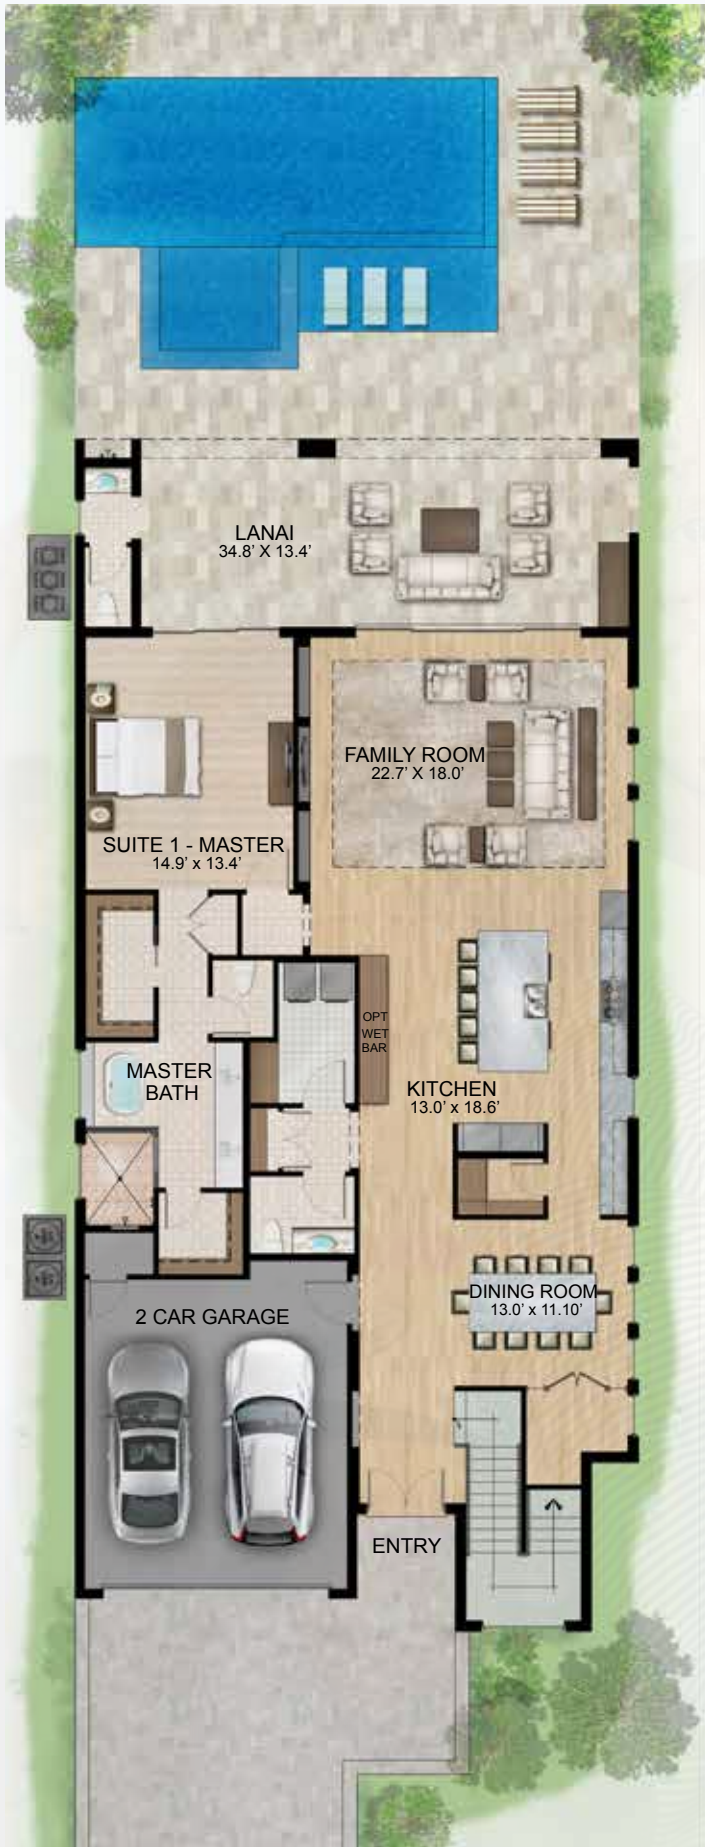 LANAI
34.8' X 13.4'
FAMILY ROOM
22.7' X 18.0'
SUITE 1 - MASTER
14.9' x 13.4'
OPT
WET
BAR
MASTER
BATH
KITCHEN
13.0' x 18.6'
DINING ROOM
13.0' x 11.10'
2 CAR GARAGE
ENTRY